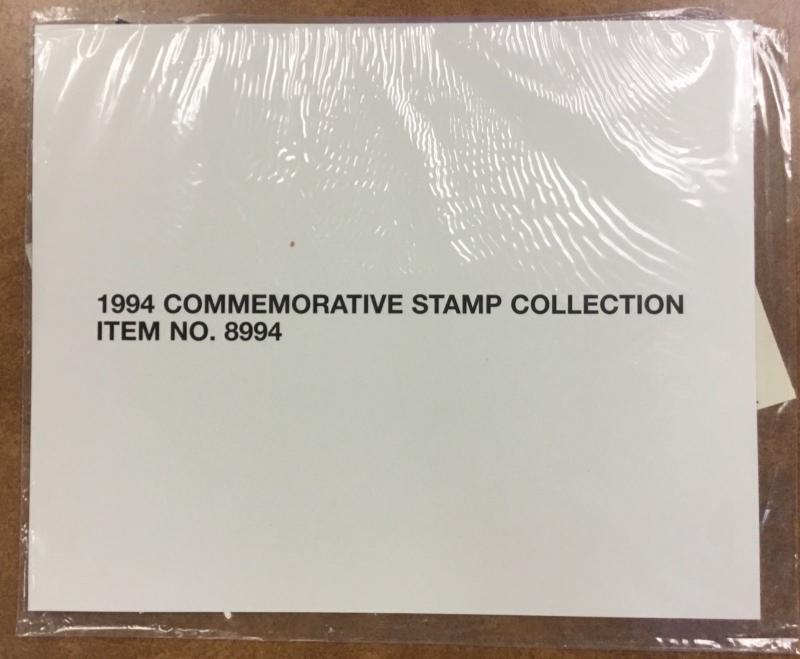 1994 COMMEMORATIVE STAMP COLLECTION
ITEM NO. 8994